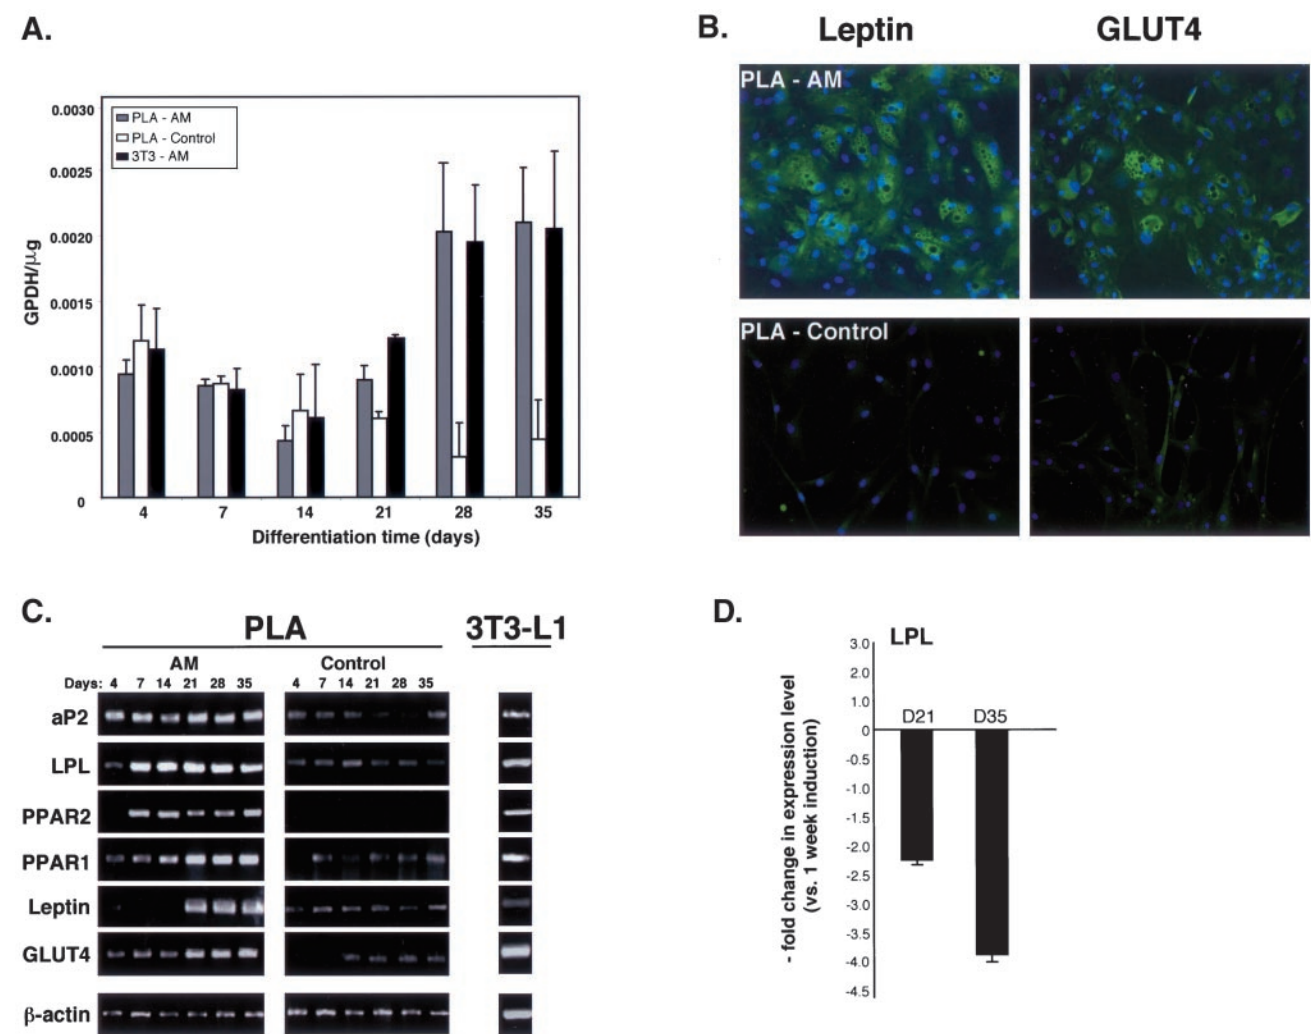 A.
0.0030
0.0025
0.0020
0.0015
0.0010
0.0005
0
GPDH/μg
PLA - AM
PLA - Control
3T3 - AM
4 7 14 21 28 35
Differentiation time (days)
B.
Leptin GLUT4
PLA - AM
PLA - Control
C.
PLA 3T3-L1
AM Control
Days: 4 7 14 21 28 35 4 7 14 21 28 35
aP2
LPL
PPAR2
PPAR1
Leptin
GLUT4
β-actin
D.
LPL
- fold change in expression level
(vs. 1 week induction)
3.0
2.0
1.0
0
-0.5
-1.0
-1.5
-2.0
-2.5
-3.0
-3.5
-4.0
-4.5
D21 D35